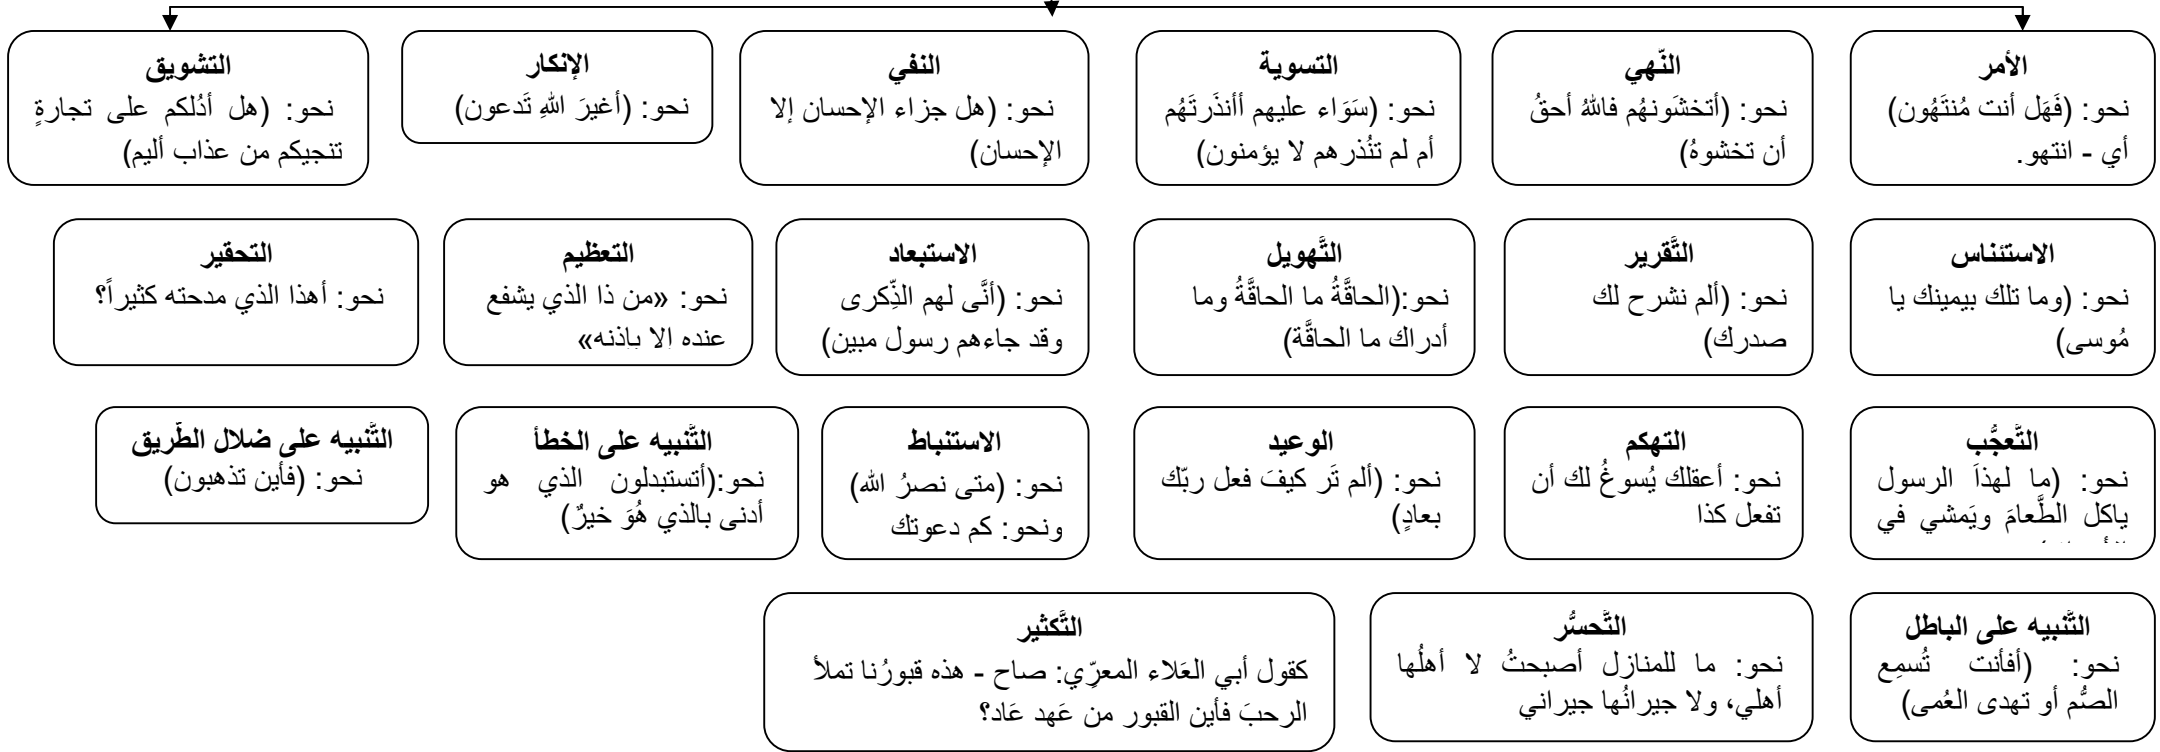 الأمر
نحو: (فَهَل أنت مُنتَهُون)
أي - انتهو.
النّهي
نحو: (أتخشَونهُم فاللهُ أحقُ
أن تخشوهُ)
التسوية
نحو: (سَوَاء عليهم أأنذَرتَهُم
أم لم تنُذرهم لا يؤمنون)
النفي
نحو: (هل جزاء الإحسان إلا
الإحسان)
الإنكار
نحو: (أغيرَ اللهِ تَدعون)
التشويق
نحو: (هل أدُلكم على تجارةٍ
تنجيكم من عذاب أليم)
الاستئناس
نحو: (وما تلك بيمينك يا
مُوسى)
التَّقرير
نحو: (ألم نشرح لك
صدرك)
التَّهويل
نحو:(الحاقَّةُ ما الحاقَّةُ وما
أدراك ما الحاقَّة)
الاستبعاد
نحو: (أنَّى لهم الذِّكرى
وقد جاءهم رسول مبين)
التعظيم
نحو: «من ذا الذي يشفع
عنده إلا بإذنه»
التحقير
نحو: أهذا الذي مدحته كثيراً؟
التَّعجُّب
نحو: (ما لهذاَ الرسول
ياكل الطَّعامَ ويَمشي في
التهكم
نحو: أعقلك يُسوغُ لك أن
تفعل كذا
الوعيد
نحو: (ألم تَر كيفَ فعل ربّك
بعادٍ)
الاستنباط
نحو: (متى نصرُ الله)
ونحو: كم دعوتك
التَّنبيه على الخطأ
نحو:(أتستبدلون الذي هو
أدنى بالذي هُوَ خيرٌ)
التَّنبيه على ضلال الطَّريق
نحو: (فأين تذهبون)
التَّنبيه على الباطل
نحو: (أفأنت تُسمِع
الصُّم أو تهدى العُمى)
التَّحسُّر
نحو: ما للمنازل أصبحتُ لا أهلُها
أهلي، ولا جيرانُها جيراني
التَّكثير
كقول أبي العَلاء المعرِّي: صاح - هذه قبورُنا تملأ
الرحبَ فأين القبور من عَهد عَاد؟